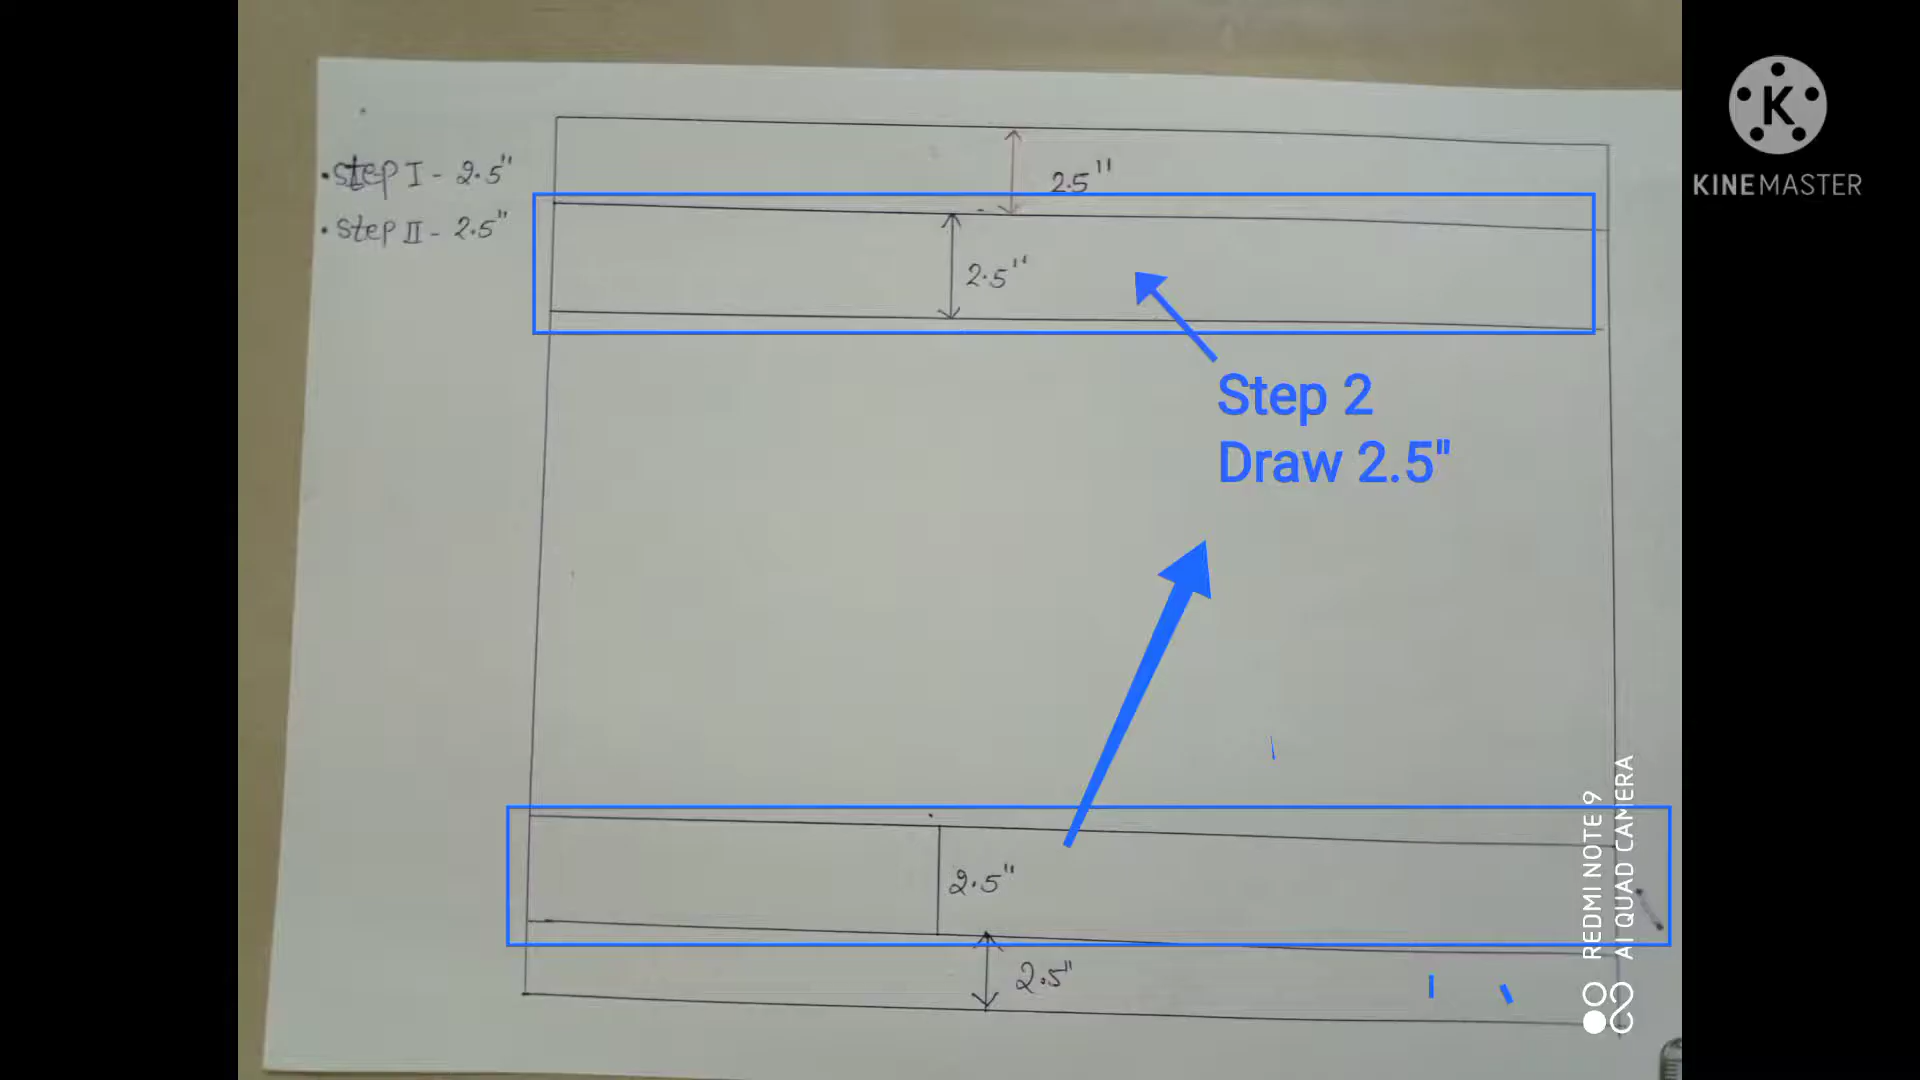 •step I - 2.5"
•step II - 2.5"
2.5"
2.5"
Step 2
Draw 2.5"
2.5"
2.5"
K
KINEMASTER
REDMI NOTE 9
AI QUAD CAMERA